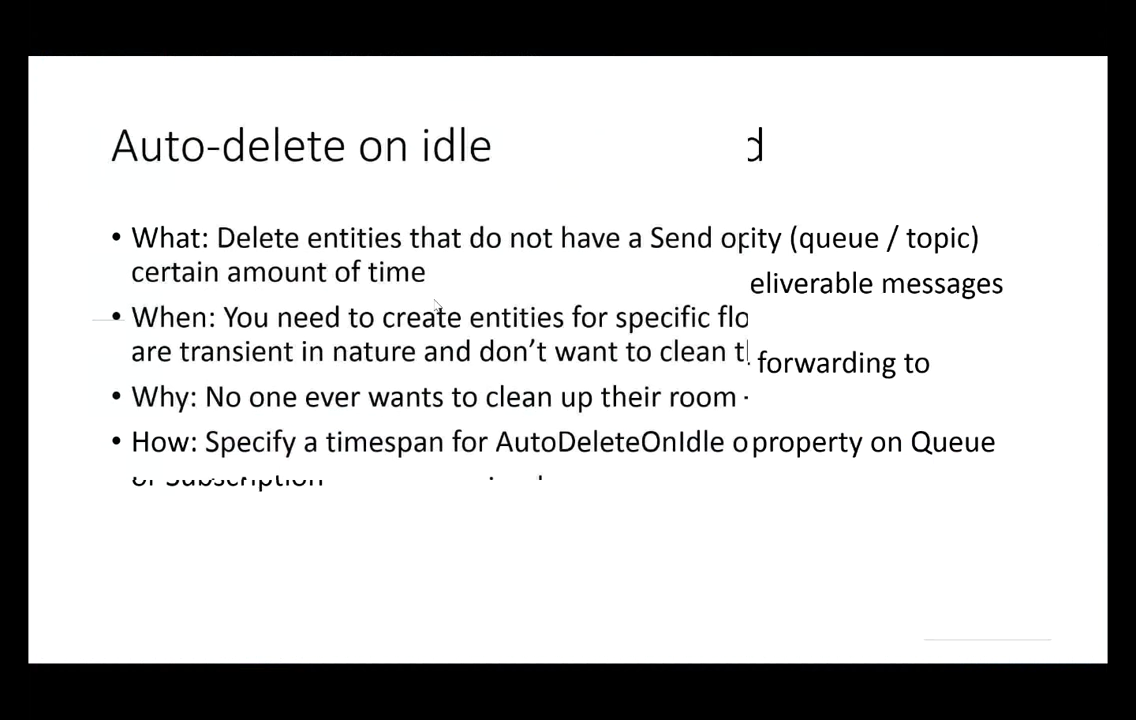 Auto-delete on idle d
• What: Delete entities that do not have a Send opity (queue / topic)
certain amount of time
eliverable messages
• When: You need to create entities for specific flo
are transient in nature and don’t want to clean t
forwarding to
• Why: No one ever wants to clean up their room
• How: Specify a timespan for AutoDeleteOnIdle oproperty on Queue
or Subscription